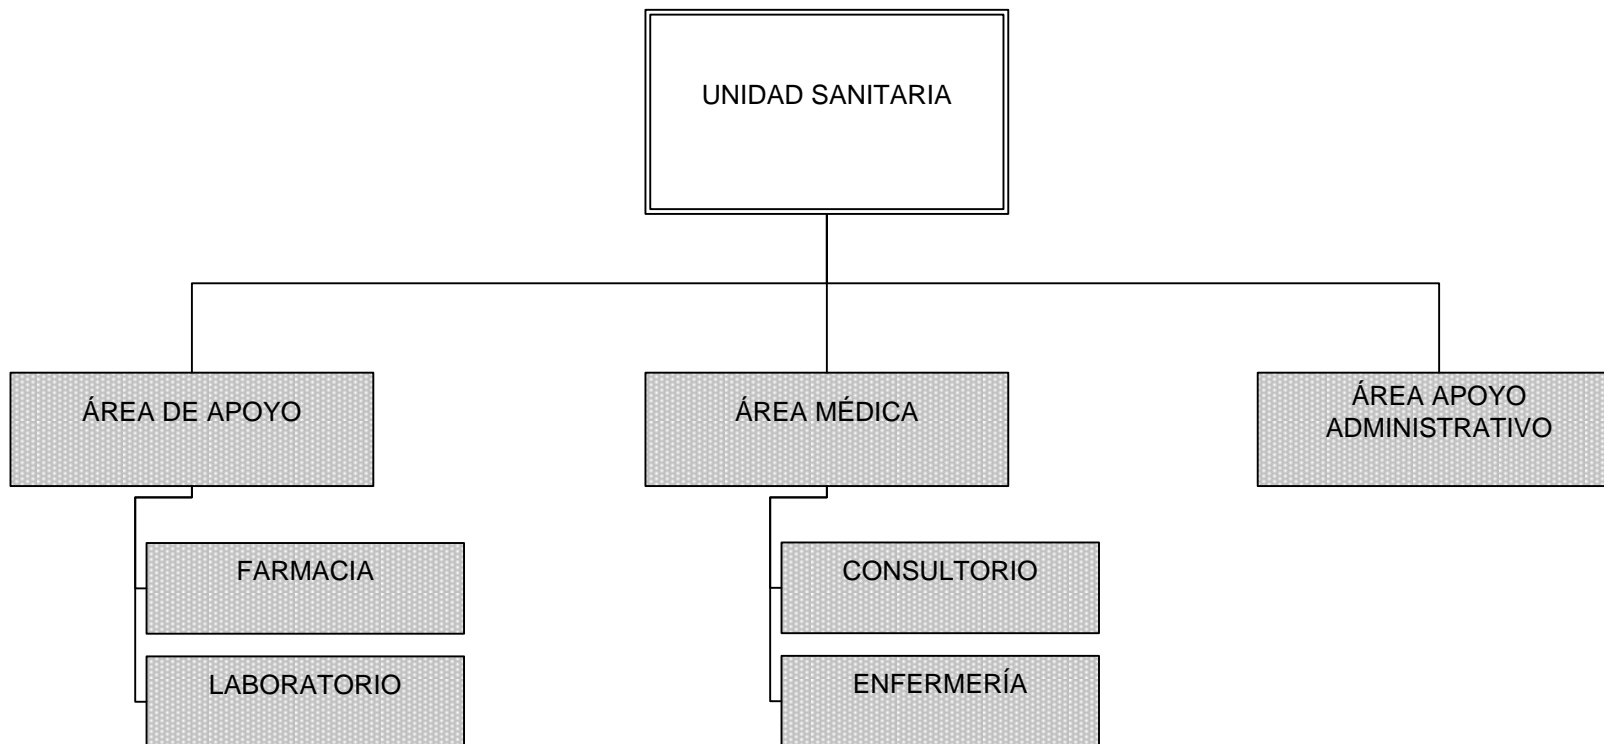 UNIDAD SANITARIA
ÁREA DE APOYO
ÁREA MÉDICA
ÁREA APOYO
ADMINISTRATIVO
FARMACIA
CONSULTORIO
LABORATORIO
ENFERMERÍA